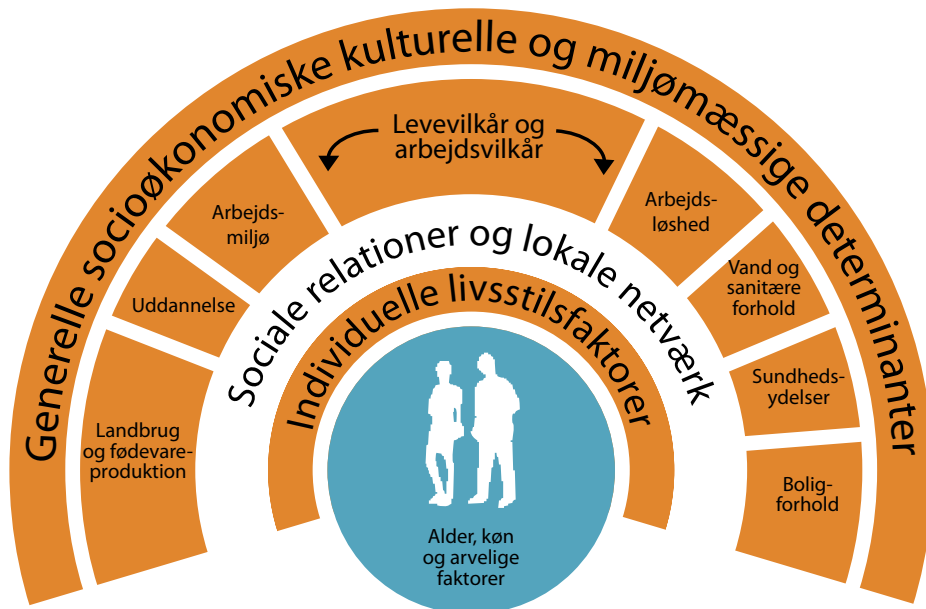 Generelle socioøkonomiske kulturelle og miljømæssige determinanter
Levevilkår og
arbejdsvilkår
Arbejds-
miljø
Uddannelse
Landbrug
og fødevare-
produktion
Arbejds-
løshed
Vand og
sanitære
forhold
Sundheds-
ydelser
Bolig-
forhold
Sociale relationer og lokale netværk
Individuelle livsstilsfaktorer
Alder, køn
og arvelige
faktorer